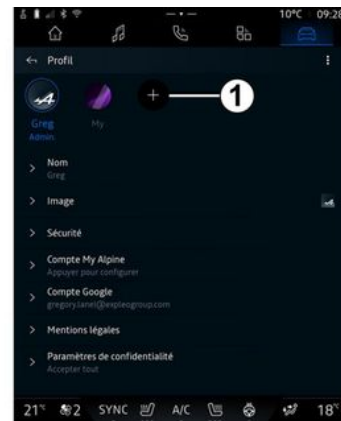 10°C 09:28
Profil
1
Greg
My
Admin
Nom
Greg
Image
Sécurité
Compte My Alpine
Appuyer pour configurer
Compte Google
gregory.lanel@expleogroup.com
Mentions légales
Paramètres de confidentialité
Accepter tout
21° 2 SYNC A/C 18°